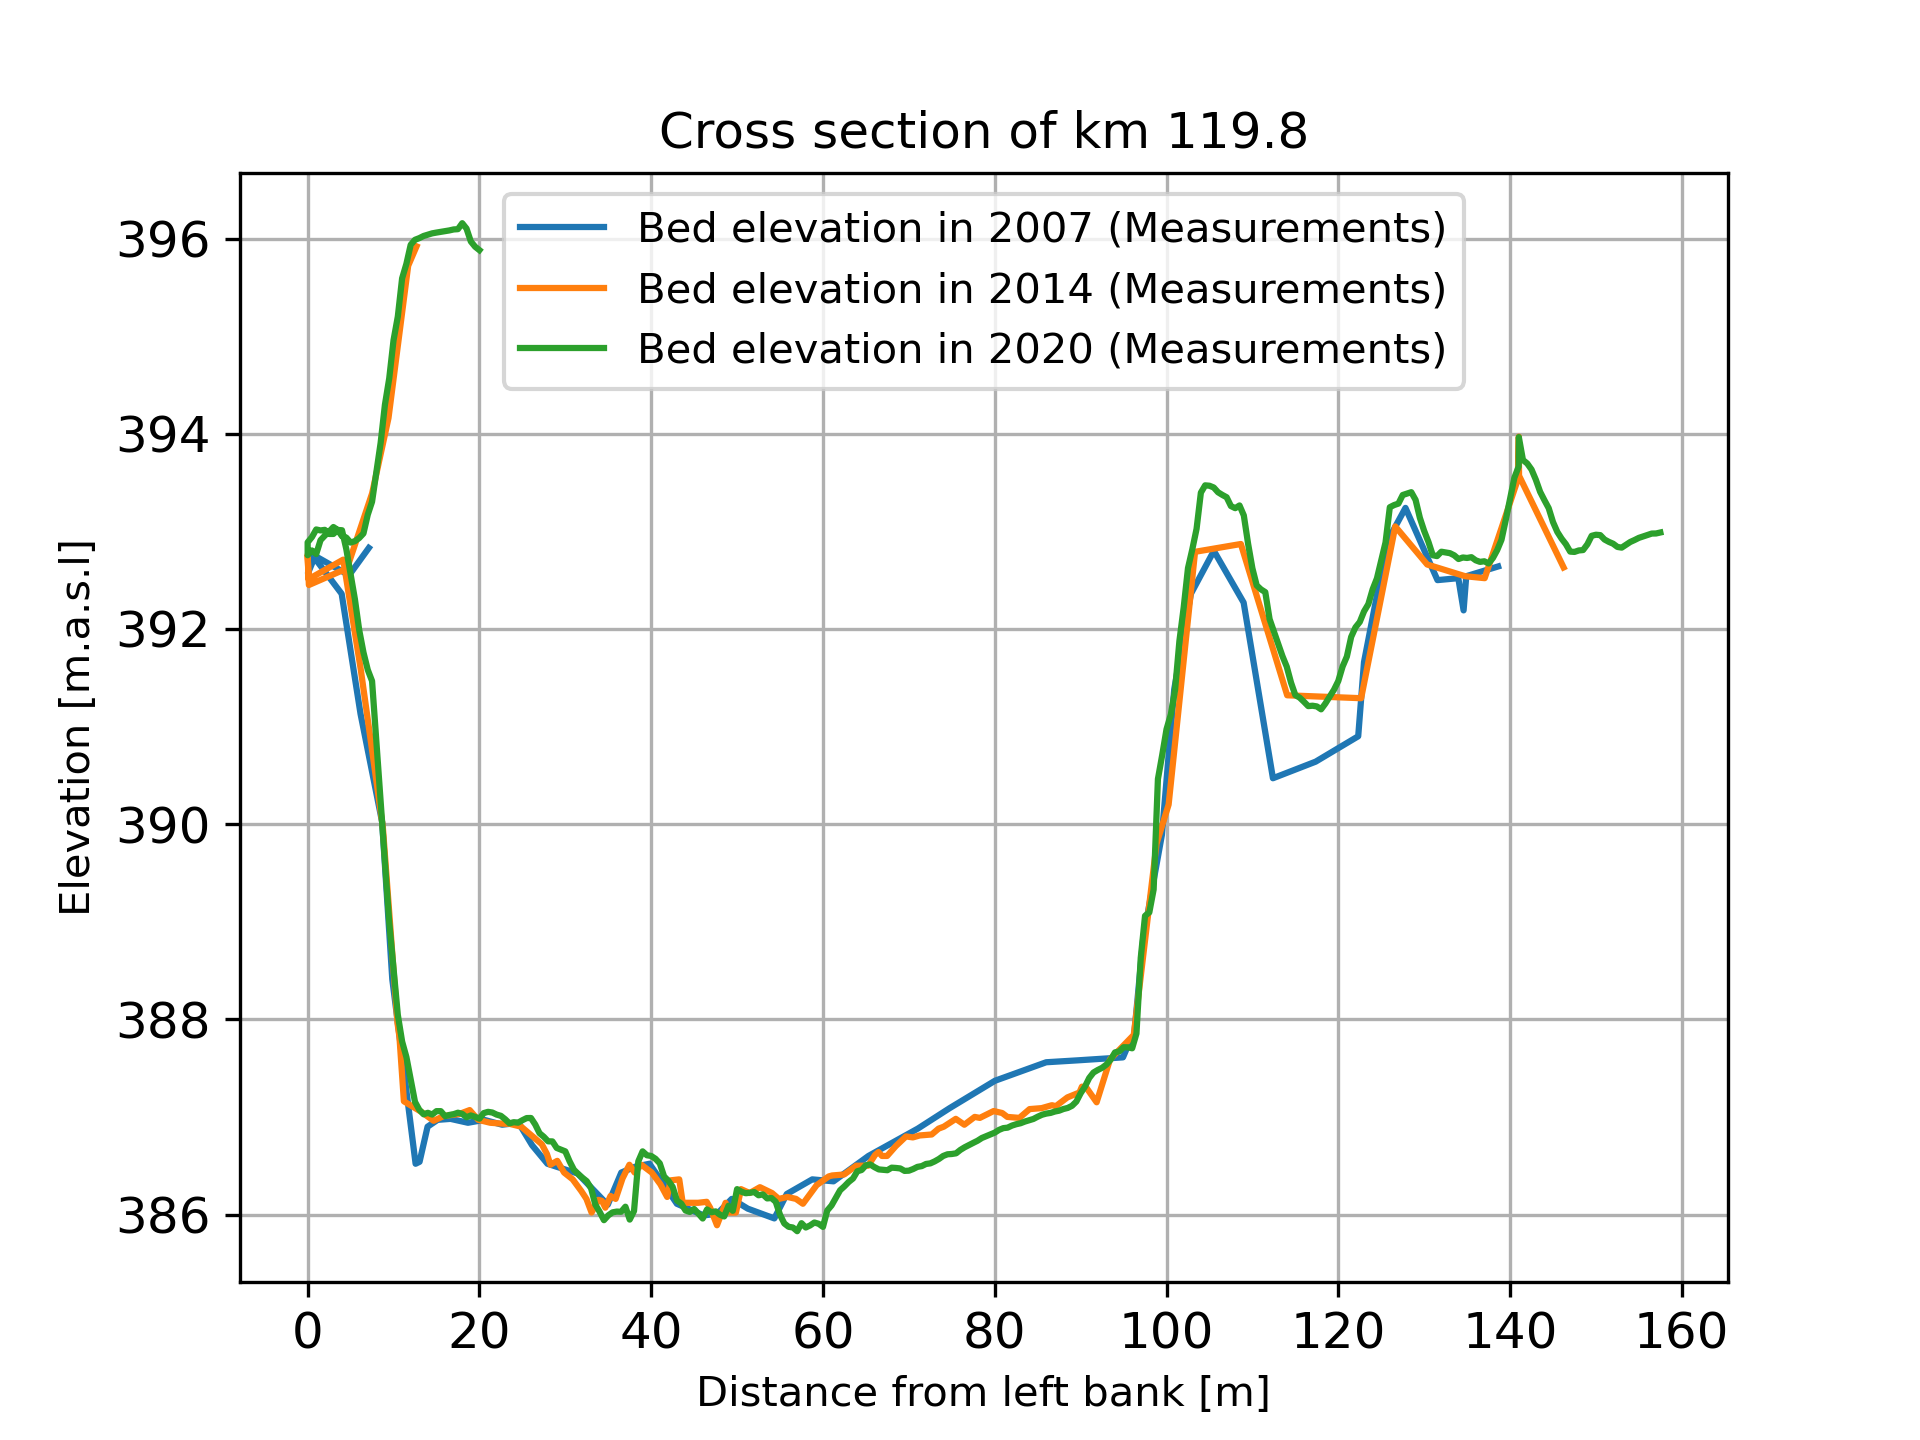 Cross section of km 119.8
Bed elevation in 2007 (Measurements)
Bed elevation in 2014 (Measurements)
Bed elevation in 2020 (Measurements)
Elevation [m.a.s.l]
396
394
392
390
388
386
0 20 40 60 80 100 120 140 160
Distance from left bank [m]